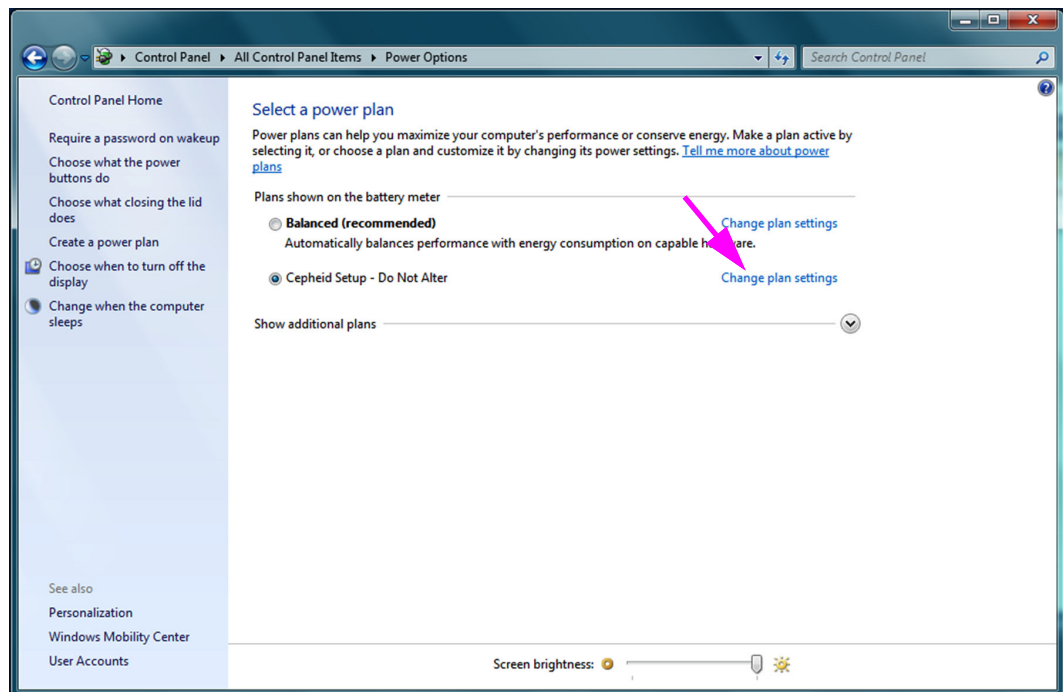 Control Panel ▸ All Control Panel Items ▸ Power Options
Search Control Panel
Control Panel Home
Require a password on wakeup
Choose what the power
buttons do
Choose what closing the lid
does
Create a power plan
Choose when to turn off the
display
Change when the computer
sleeps
See also
Personalization
Windows Mobility Center
User Accounts
Select a power plan
Power plans can help you maximize your computer's performance or conserve energy. Make a plan active by
selecting it, or choose a plan and customize it by changing its power settings. Tell me more about power
plans
Plans shown on the battery meter
Balanced (recommended) Change plan settings
Automatically balances performance with energy consumption on capable hardware.
Cepheid Setup - Do Not Alter Change plan settings
Show additional plans
Screen brightness: